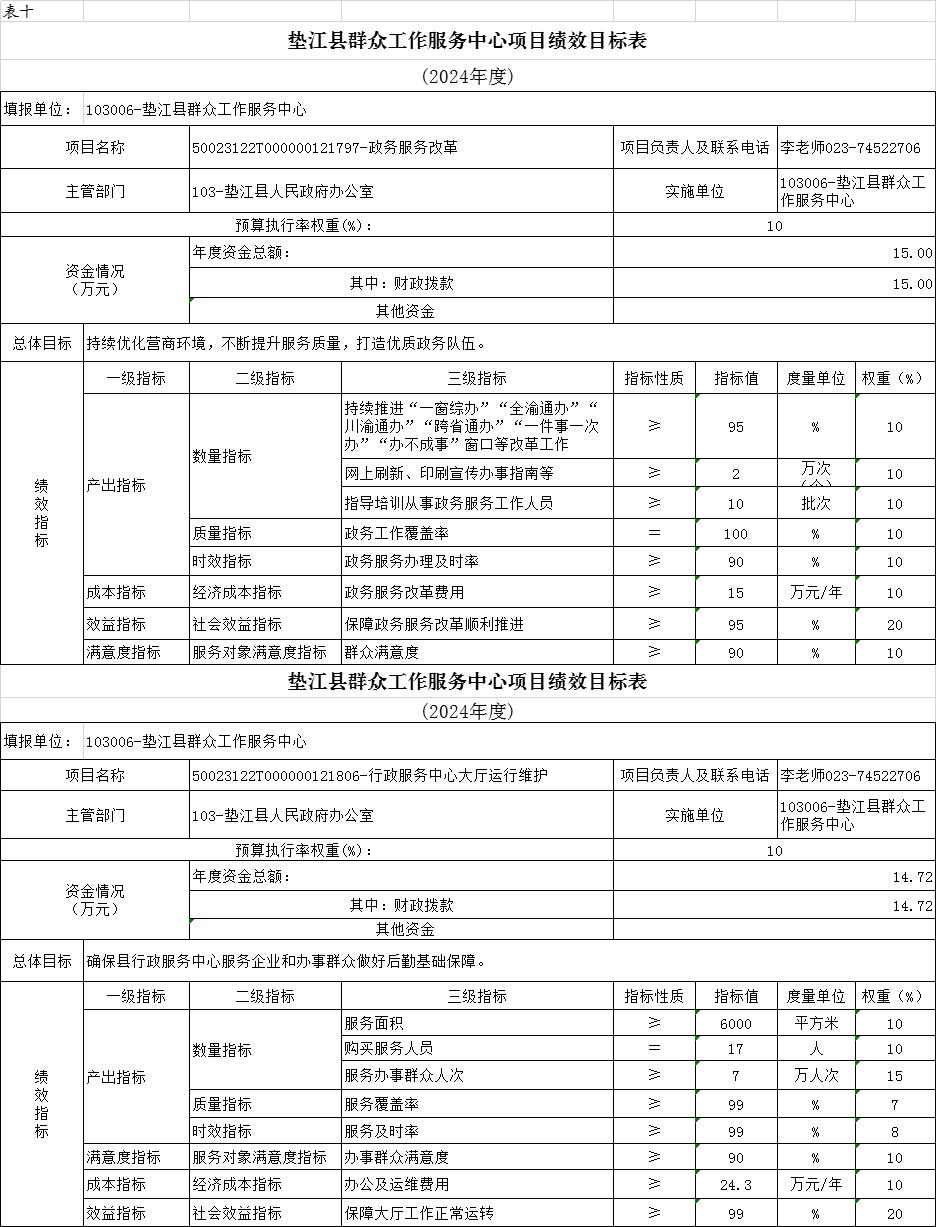 表十
垫江县群众工作服务中心项目绩效目标表
(2024年度)
填报单位： 103006-垫江县群众工作服务中心
项目名称 50023122T000000121797-政务服务改革 项目负责人及联系电话 李老师023-74522706
主管部门 103-垫江县人民政府办公室 实施单位 103006-垫江县群众工
作服务中心
预算执行率权重(%)： 10
资金情况
（万元）
年度资金总额： 15.00
其中：财政拨款 15.00
其他资金
总体目标 持续优化营商环境，不断提升服务质量，打造优质政务队伍。
绩
效
指
标
一级指标 二级指标 三级指标 指标性质 指标值 度量单位 权重（%）
产出指标 数量指标
持续推进“一窗综办”“全渝通办”“
川渝通办”“跨省通办”“一件事一次
办”“办不成事”窗口等改革工作
≥ 95 % 10
网上刷新、印刷宣传办事指南等 ≥ 2 万次
（个） 10
指导培训从事政务服务工作人员 ≥ 10 批次 10
质量指标 政务工作覆盖率 ＝ 100 % 10
时效指标 政务服务办理及时率 ≥ 90 % 10
成本指标 经济成本指标 政务服务改革费用 ≥ 15 万元/年 10
效益指标 社会效益指标 保障政务服务改革顺利推进 ≥ 95 % 20
满意度指标 服务对象满意度指标 群众满意度 ≥ 90 % 10
垫江县群众工作服务中心项目绩效目标表
(2024年度)
填报单位： 103006-垫江县群众工作服务中心
项目名称 50023122T000000121806-行政服务中心大厅运行维护 项目负责人及联系电话 李老师023-74522706
主管部门 103-垫江县人民政府办公室 实施单位 103006-垫江县群众工
作服务中心
预算执行率权重(%)： 10
资金情况
（万元）
年度资金总额： 14.72
其中：财政拨款 14.72
其他资金
总体目标 确保县行政服务中心服务企业和办事群众做好后勤基础保障。
绩
效
指
标
一级指标 二级指标 三级指标 指标性质 指标值 度量单位 权重（%）
产出指标 数量指标
服务面积 ≥ 6000 平方米 10
购买服务人员 ＝ 17 人 10
服务办事群众人次 ≥ 7 万人次 15
质量指标 服务覆盖率 ≥ 99 % 7
时效指标 服务及时率 ≥ 99 % 8
满意度指标 服务对象满意度指标 办事群众满意度 ≥ 90 % 10
成本指标 经济成本指标 办公及运维费用 ≥ 24.3 万元/年 10
效益指标 社会效益指标 保障大厅工作正常运转 ≥ 99 % 20